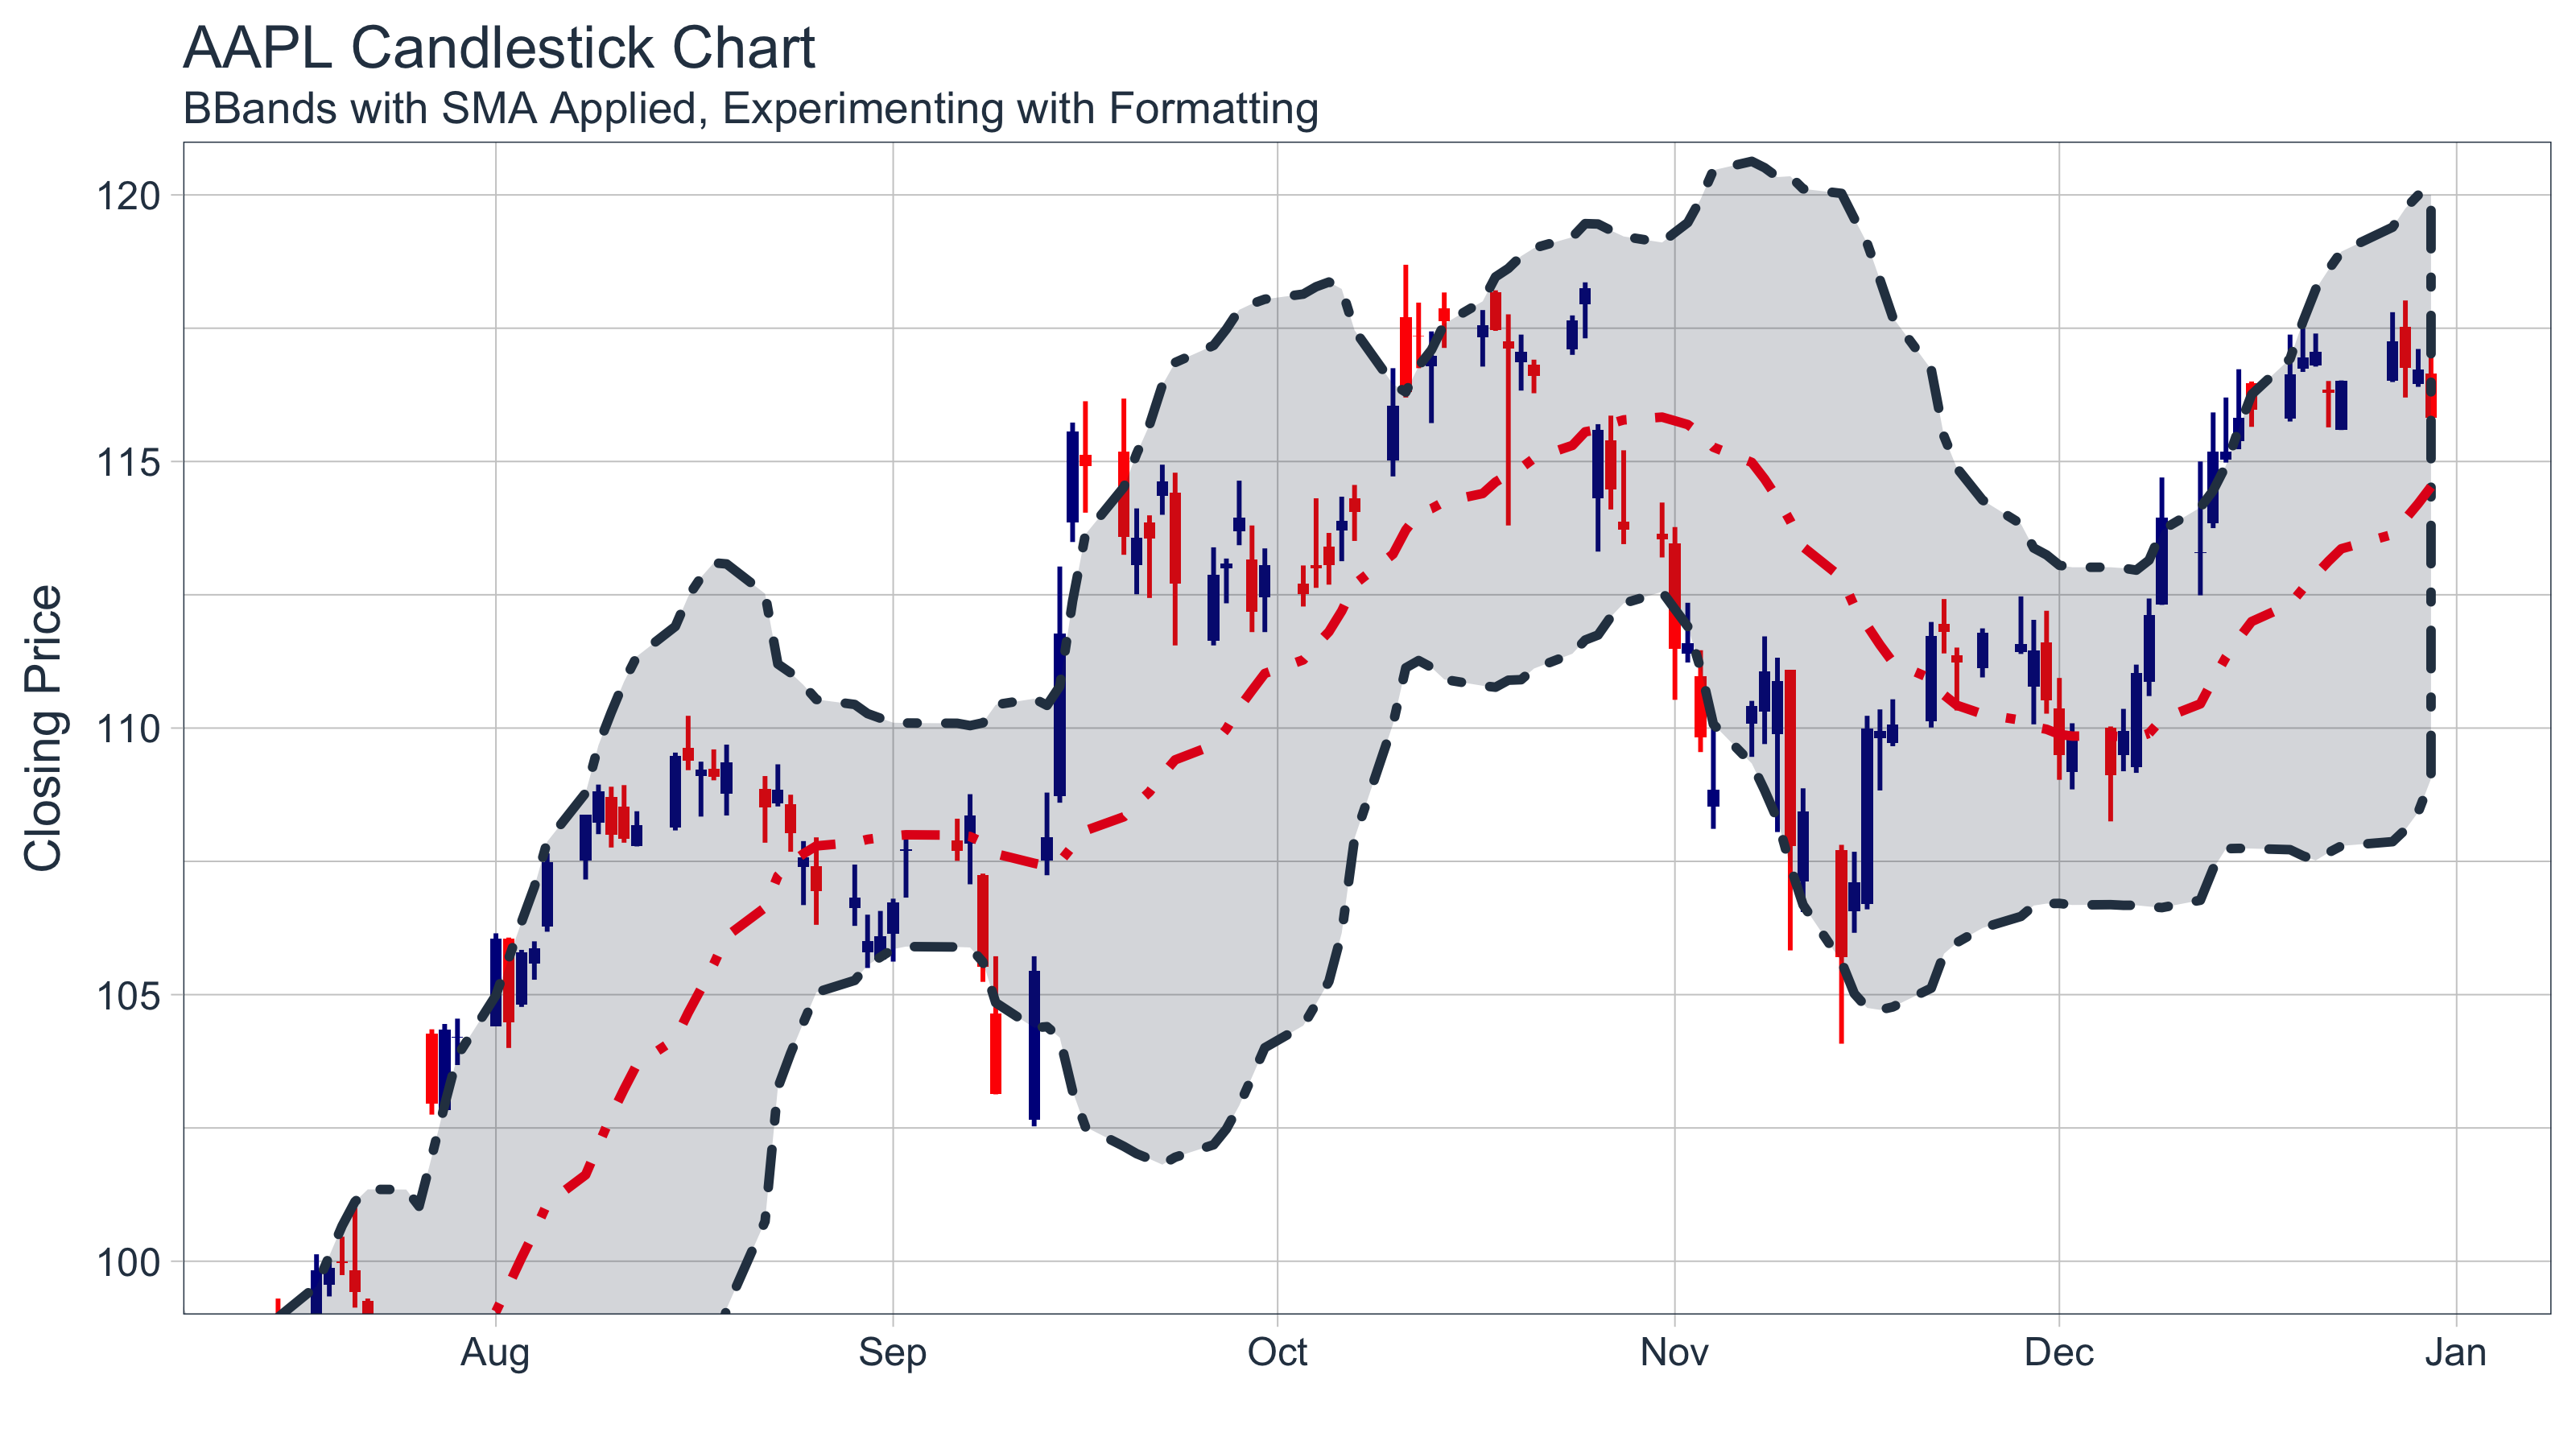 AAPL Candlestick Chart
BBands with SMA Applied, Experimenting with Formatting
Closing Price
120
115
110
105
100
Aug
Sep
Oct
Nov
Dec
Jan